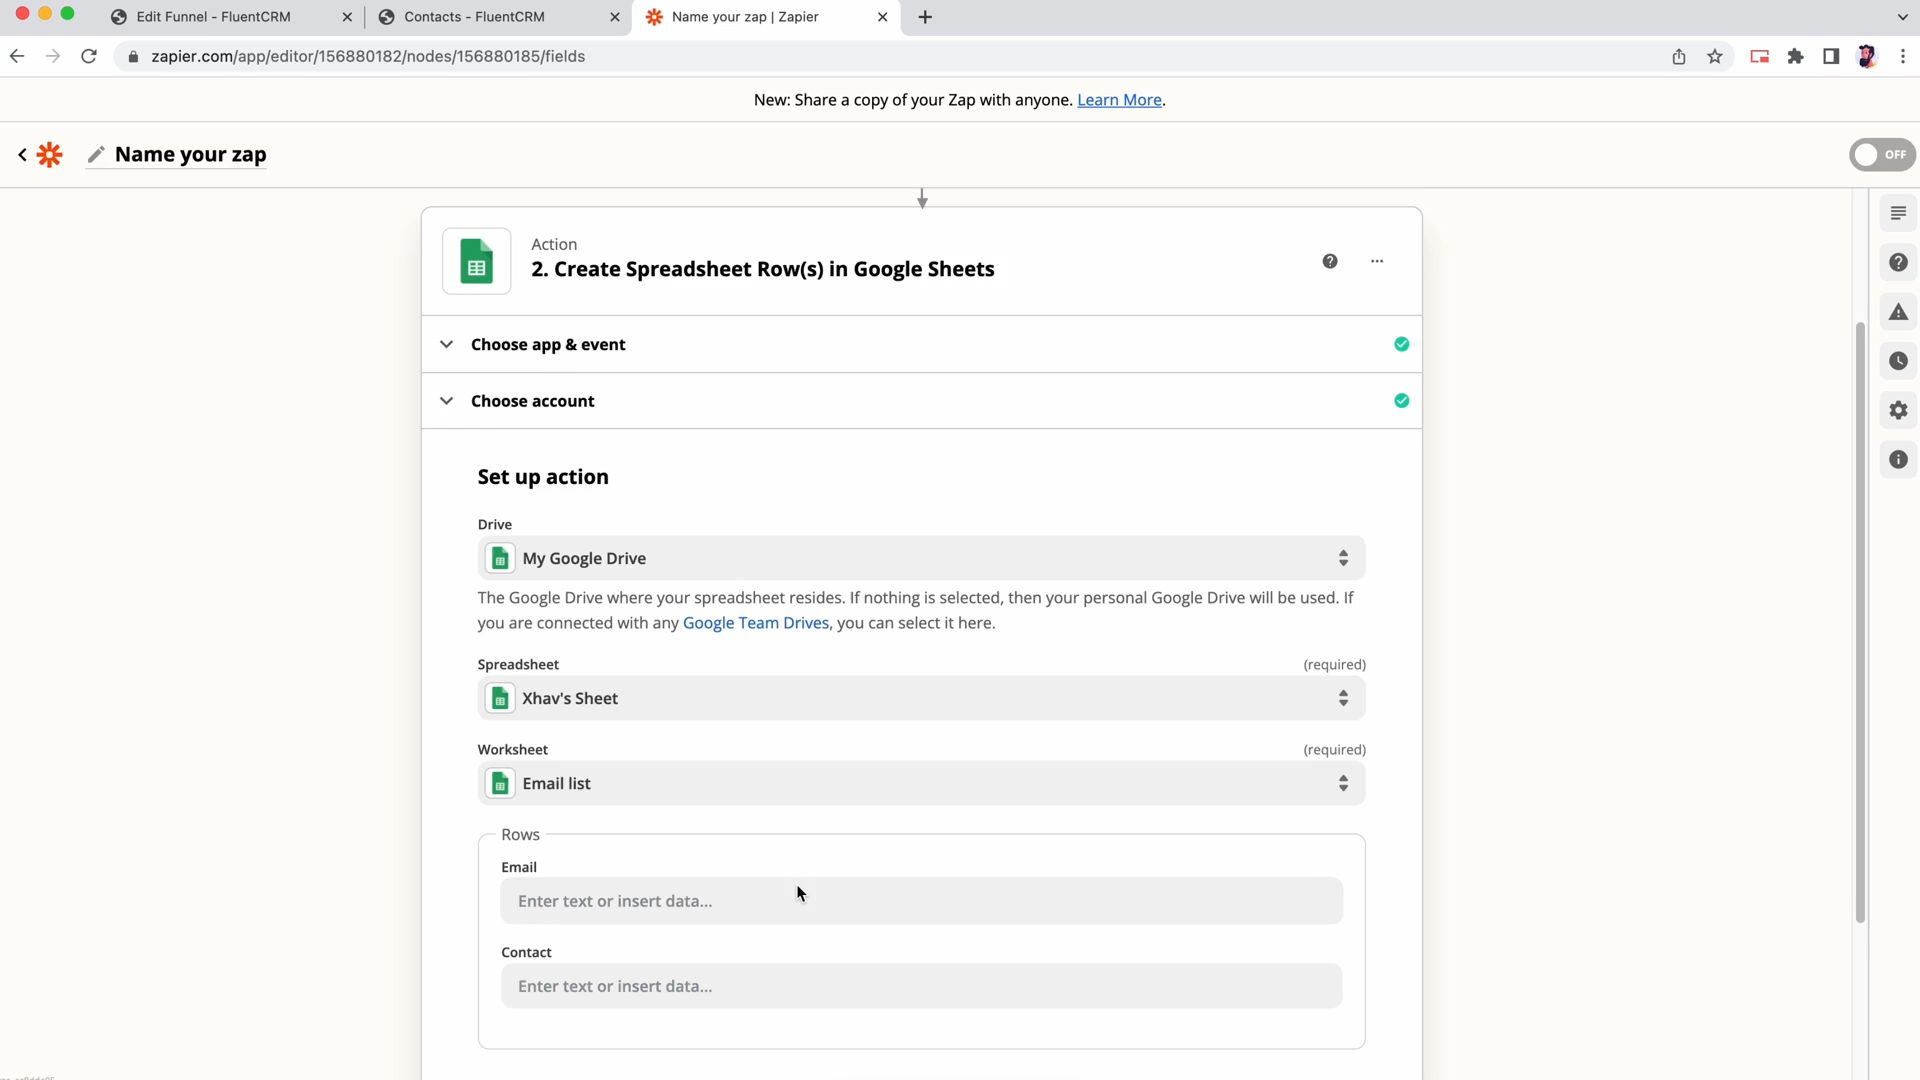 Edit Funnel - FluentCRM
Contacts - FluentCRM
Name your zap | Zapier
zapier.com/app/editor/156880182/nodes/156880185/fields
New: Share a copy of your Zap with anyone. Learn More.
Name your zap
OFF
Action
2. Create Spreadsheet Row(s) in Google Sheets
Choose app & event
Choose account
Set up action
Drive
My Google Drive
The Google Drive where your spreadsheet resides. If nothing is selected, then your personal Google Drive will be used. If
you are connected with any Google Team Drives, you can select it here.
Spreadsheet (required)
Xhav's Sheet
Worksheet (required)
Email list
Rows
Email
Enter text or insert data...
Contact
Enter text or insert data...